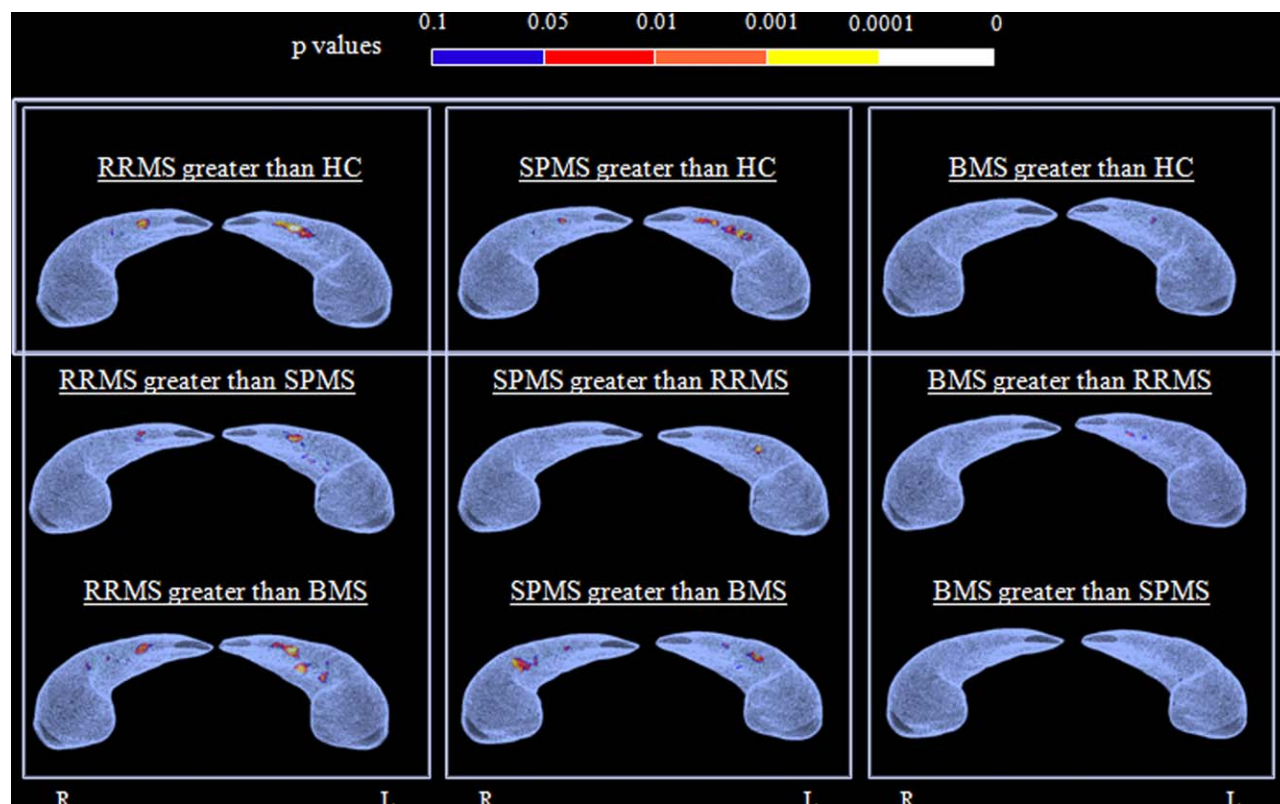 0.1 0.05 0.01 0.001 0.0001 0
p values
RRMS greater than HC SPMS greater than HC BMS greater than HC
RRMS greater than SPMS SPMS greater than RRMS BMS greater than RRMS
RRMS greater than BMS SPMS greater than BMS BMS greater than SPMS
R L R L R L